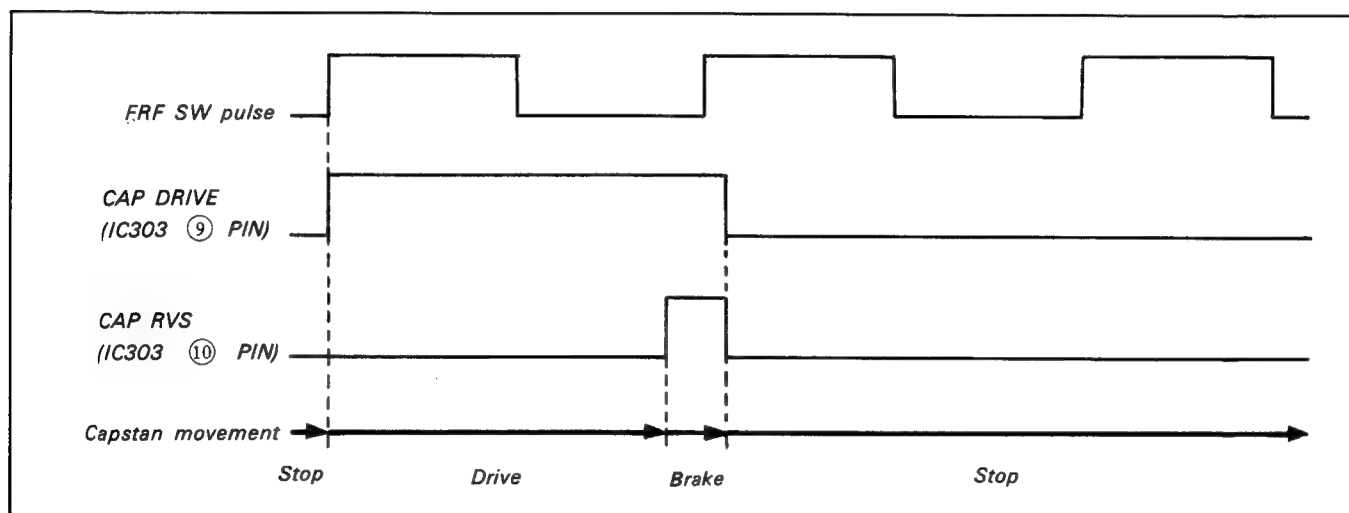 FRF SW pulse
CAP DRIVE
(IC303 ⑨ PIN)
CAP RVS
(IC303 ⑩ PIN)
Capstan movement
Stop Drive Brake Stop